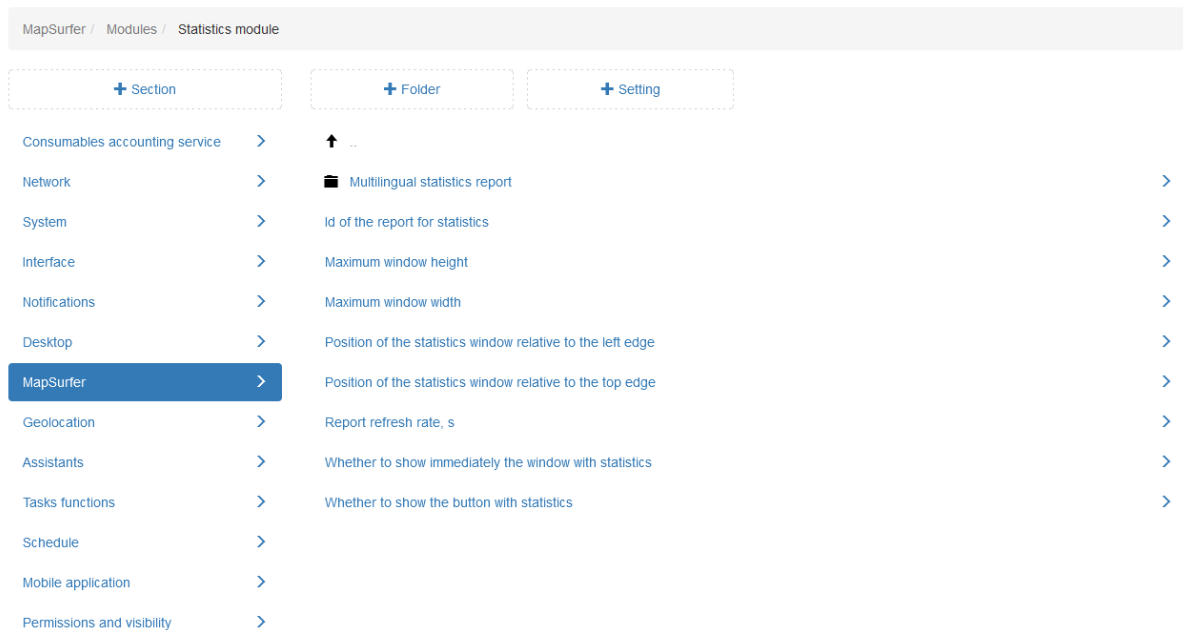 MapSurfer / Modules / Statistics module
+ Section
+ Folder
+ Setting
Consumables accounting service
Network
System
Interface
Notifications
Desktop
MapSurfer
Geolocation
Assistants
Tasks functions
Schedule
Mobile application
Permissions and visibility
..
Multilingual statistics report
Id of the report for statistics
Maximum window height
Maximum window width
Position of the statistics window relative to the left edge
Position of the statistics window relative to the top edge
Report refresh rate, s
Whether to show immediately the window with statistics
Whether to show the button with statistics